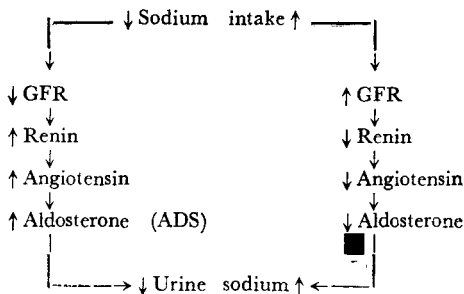 ↓ Sodium intake ↑
↓ GFR ↑ GFR
↑ Renin ↓ Renin
↑ Angiotensin ↓ Angiotensin
↑ Aldosterone (ADS) ↓ Aldosterone
↓ Urine sodium ↑